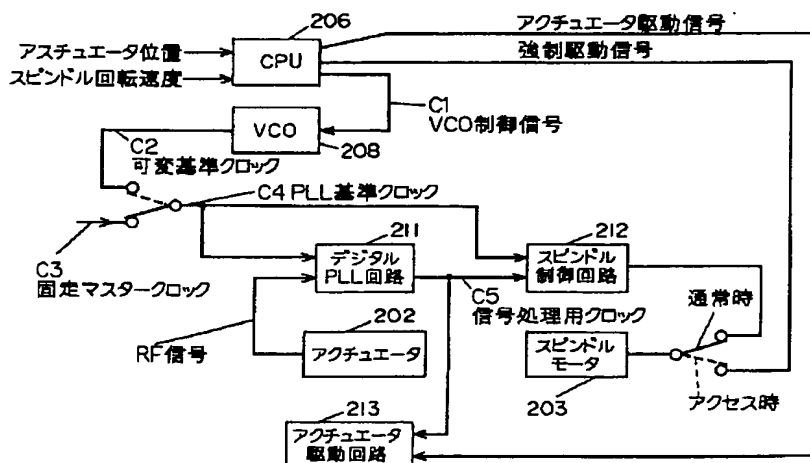 206
アクチュエータ駆動信号
アスチュエータ位置
CPU
強制駆動信号
スピンドル回転速度
C1
VCO制御信号
VCO
C2
208
可変基準クロック
C4 PLL基準クロック
211
212
デジタル
PLL回路
スピンドル
制御回路
C3
固定マスタークロック
C5
信号処理用クロック
通常時
202
RF信号
アクチュエータ
スピンドル
モータ
203
アクセス時
213
アクチュエータ
駆動回路